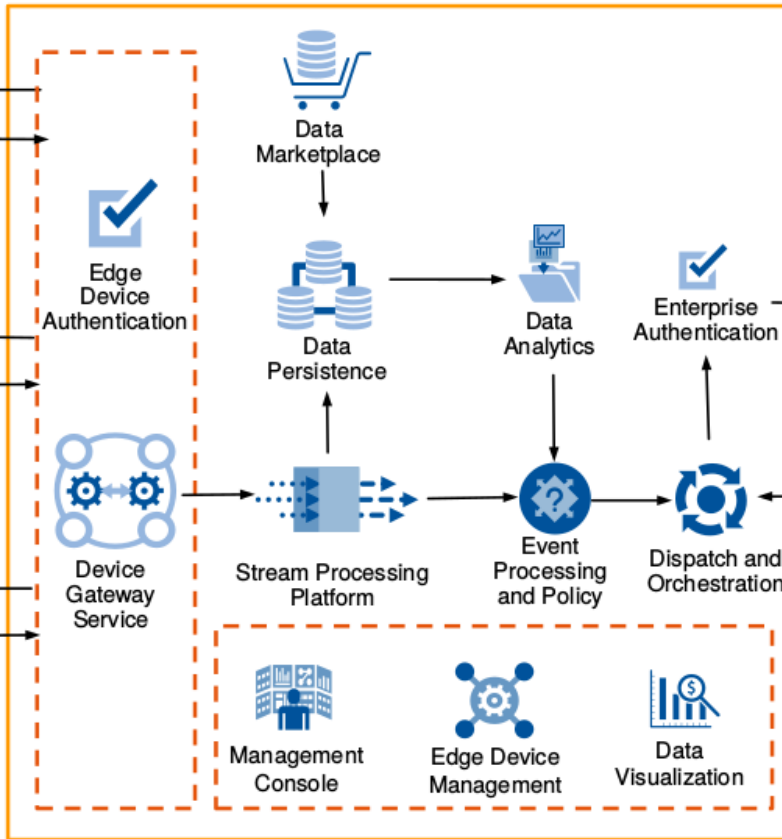 Data
Marketplace
Edge
Device
Authentication
Data
Persistence
Data
Analytics
Enterprise
Authentication
Device
Gateway
Service
Stream Processing
Platform
?
Event
Processing
and Policy
Dispatch and
Orchestration
Management
Console
Edge Device
Management
$
Data
Visualization